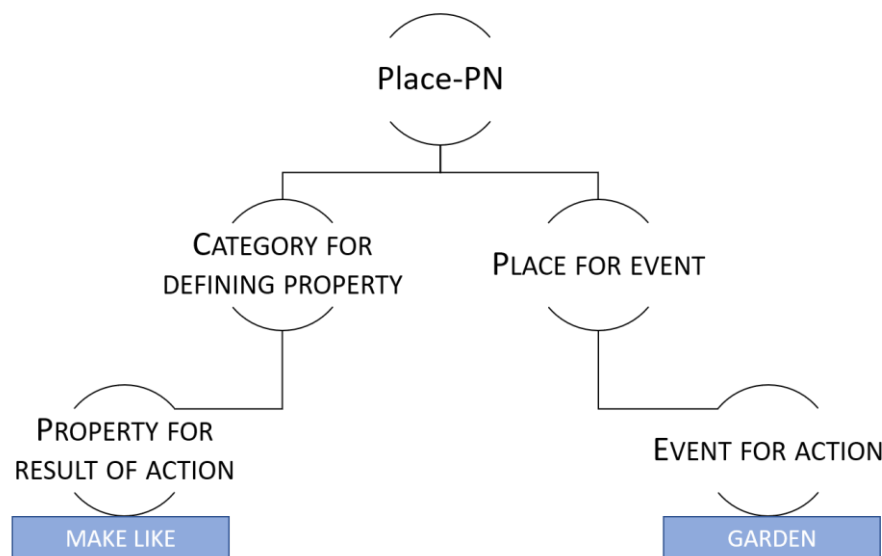 Place-PN
CATEGORY FOR
DEFINING PROPERTY
PLACE FOR EVENT
PROPERTY FOR
RESULT OF ACTION
EVENT FOR ACTION
MAKE LIKE
GARDEN